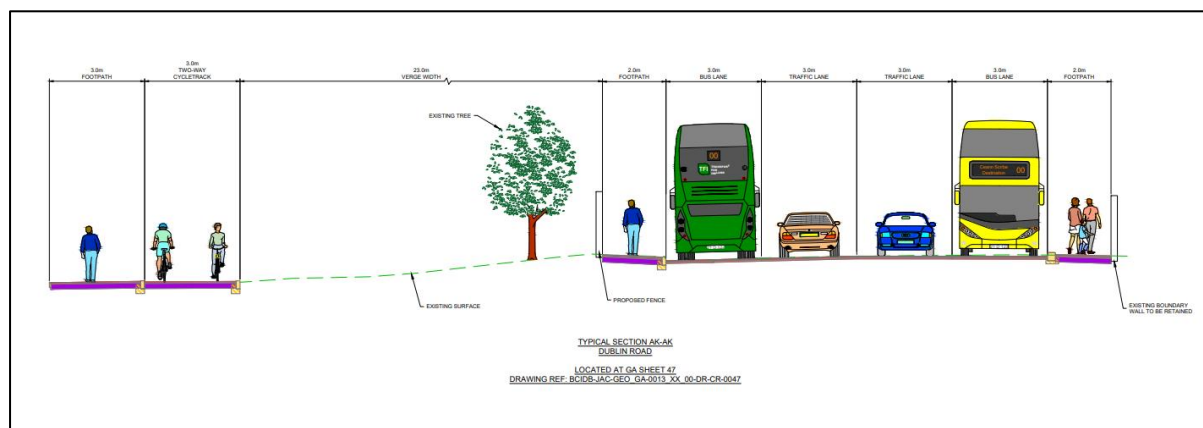 3.0m
FOOTPATH
3.0m
TWO-WAY
CYCLETRACK
23.0m
VERGE WIDTH
2.0m
FOOTPATH
3.0m
BUS LANE
3.0m
TRAFFIC LANE
3.0m
TRAFFIC LANE
3.0m
BUS LANE
2.0m
FOOTPATH
EXISTING TREE
00
TFI
00
EXISTING SURFACE
PROPOSED FENCE
EXISTING BOUNDARY
WALL TO BE RETAINED
TYPICAL SECTION AK-AK
DUBLIN ROAD
LOCATED AT GA SHEET 47
DRAWING REF: BCIDB-JAC-GEO_GA-0013_XX_00-DR-CR-0047